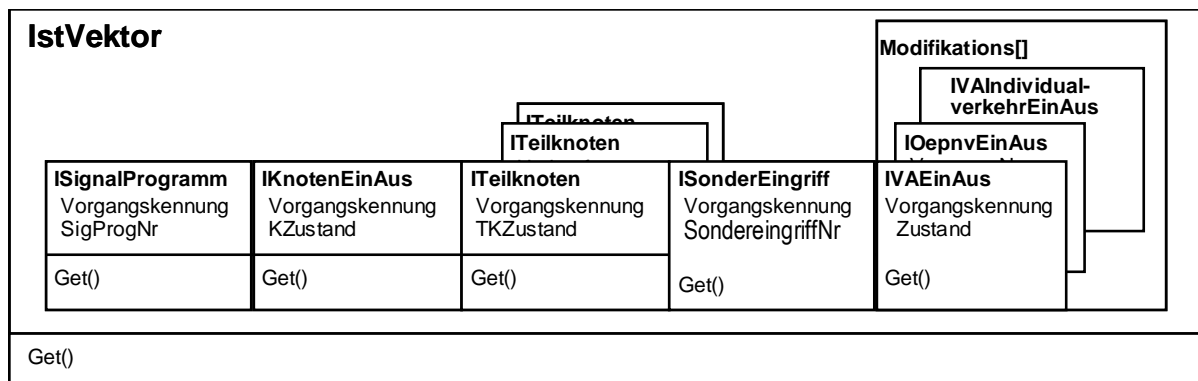 IstVektor
Modifikations[]
IVAIndividual-
verkehrEinAus
ITeilknoten
ITeilknoten
IOepnvEinAus
ISignalProgramm
Vorgangskennung
SigProgNr
Get()
IKnotenEinAus
Vorgangskennung
KZustand
Get()
ITeilknoten
Vorgangskennung
TKZustand
Get()
ISonderEingriff
Vorgangskennung
SondereingriffNr
Get()
IVAEinAus
Vorgangskennung
Zustand
Get()
Get()